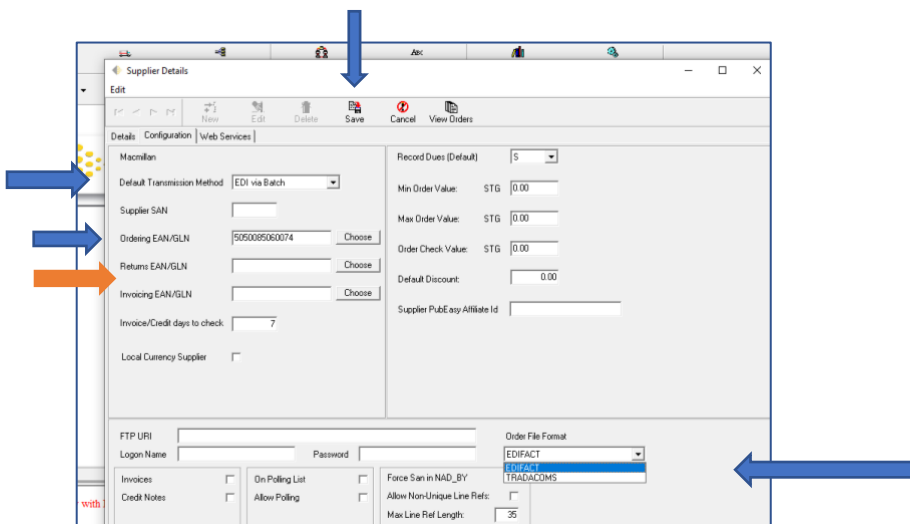 ABC
Supplier Details
Edit
New Edit Delete Save Cancel View Orders
Details Configuration Web Services
Macmillan
Record Dues (Default) S
Default Transmission Method EDI via Batch
Min Order Value: STG 0.00
Supplier SAN
Max Order Value: STG 0.00
Ordering EAN/GLN 5050085060074 Choose
Order Check Value: STG 0.00
Returns EAN/GLN Choose
Default Discount: 0.00
Invoicing EAN/GLN Choose
Supplier PubEasy Affiliate Id
Invoice/Credit days to check 7
Local Currency Supplier
FTP URI
Order File Format
Logon Name Password EDIFACT
EDIFACT
TRADACOMS
Invoices On Polling List Force San in NAD_BY
Credit Notes Allow Polling Allow Non-Unique Line Refs:
with
Max Line Ref Length: 35